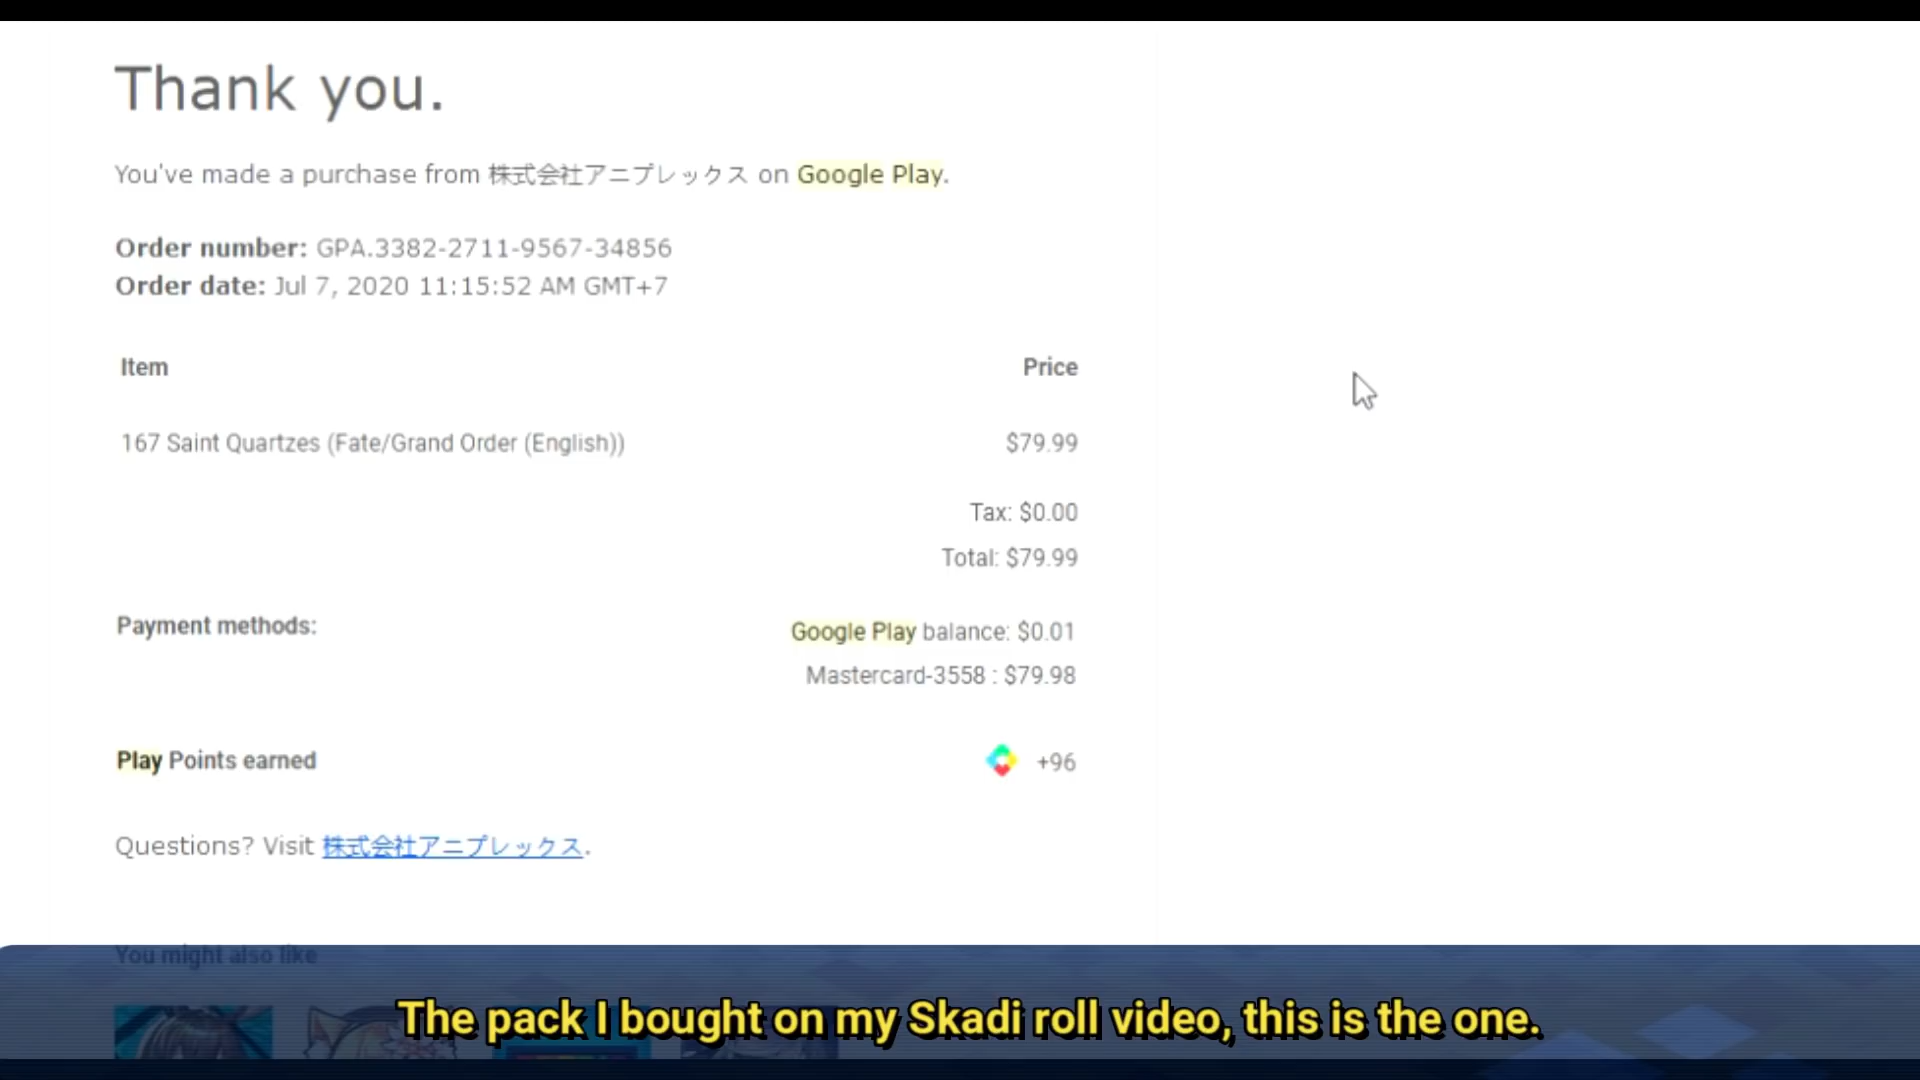 Thank you.
You've made a purchase from 株式会社アニプレックス on Google Play.
Order number: GPA.3382-2711-9567-34856
Order date: Jul 7, 2020 11:15:52 AM GMT+7
Item Price
167 Saint Quartzes (Fate/Grand Order (English)) $79.99
Tax: $0.00
Total: $79.99
Payment methods: Google Play balance: $0.01
Mastercard-3558 : $79.98
Play Points earned +96
Questions? Visit 株式会社アニプレックス.
You might also like
The pack I bought on my Skadi roll video, this is the one.